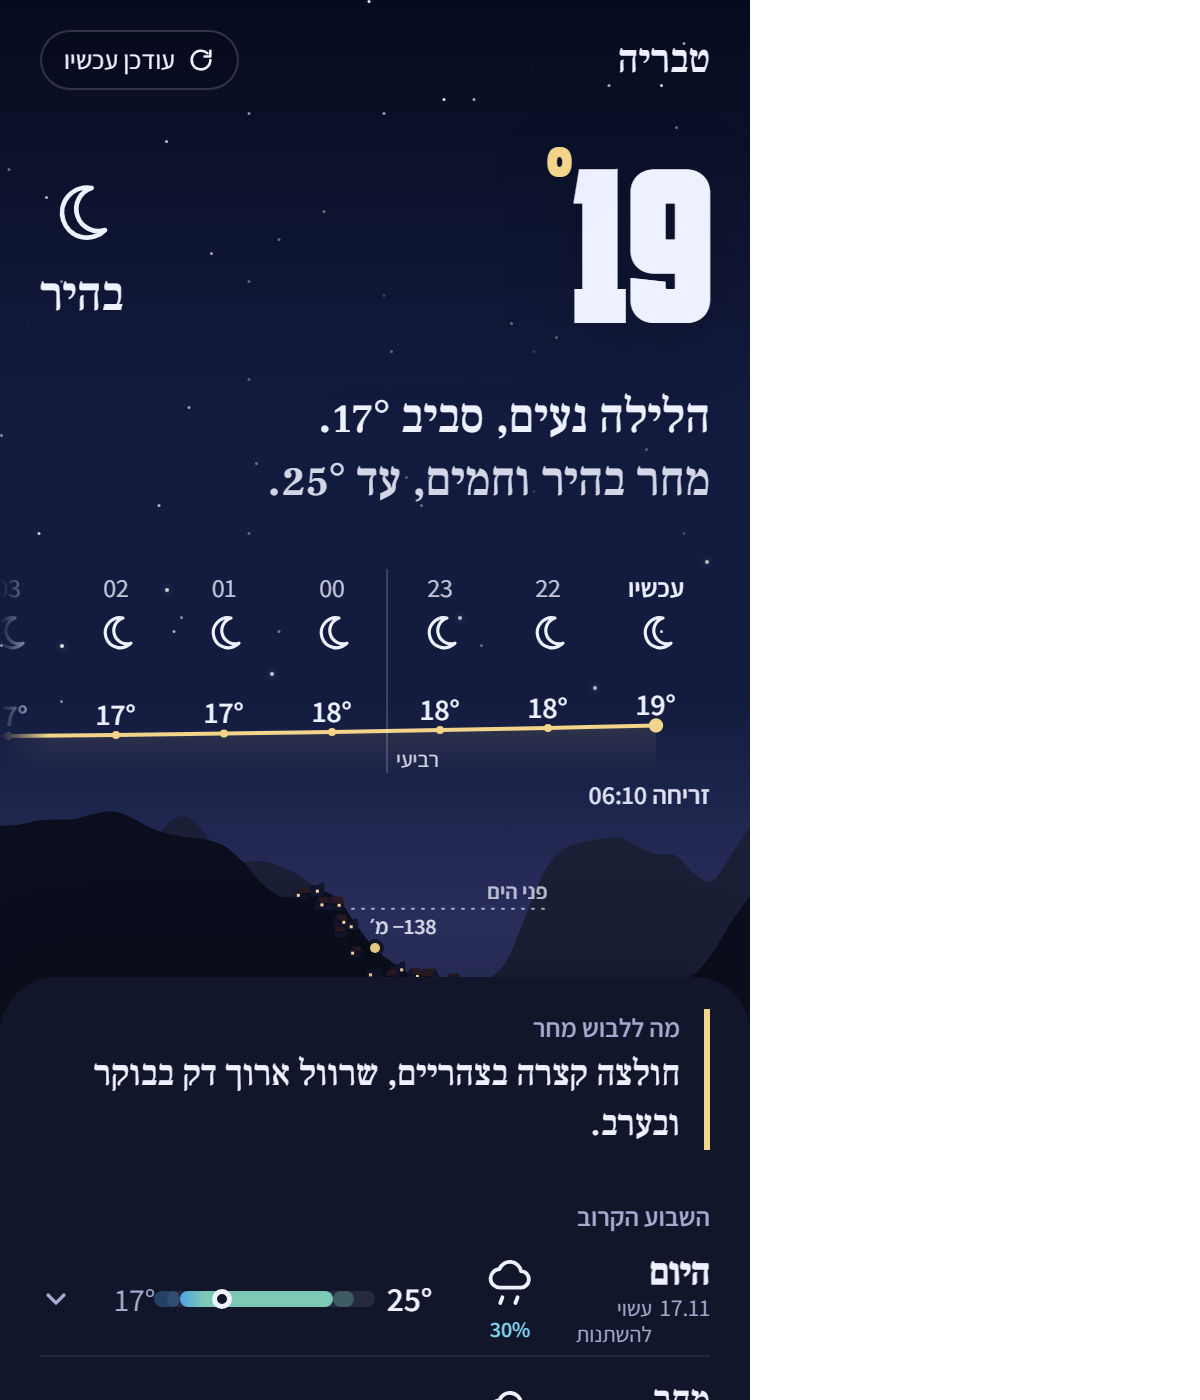 טבריה
עודכן עכשיו
19°
בהיר
הלילה נעים, סביב 17°.
מחר בהיר וחמים, עד 25°.
עכשיו 22 23 00 01 02
19° 18° 18° 18° 17° 17°
רביעי
זריחה 06:10
פני הים
−138 מ׳
מה ללבוש מחר
חולצה קצרה בצהריים, שרוול ארוך דק בבוקר
ובערב.
השבוע הקרוב
היום
17.11 עשוי
להשתנות
30%
25° 17°